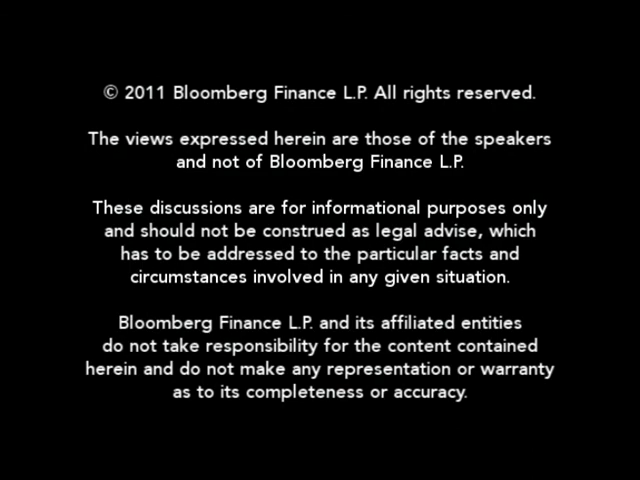 © 2011 Bloomberg Finance L.P. All rights reserved.
The views expressed herein are those of the speakers
and not of Bloomberg Finance L.P.
These discussions are for informational purposes only
and should not be construed as legal advise, which
has to be addressed to the particular facts and
circumstances involved in any given situation.
Bloomberg Finance L.P. and its affiliated entities
do not take responsibility for the content contained
herein and do not make any representation or warranty
as to its completeness or accuracy.